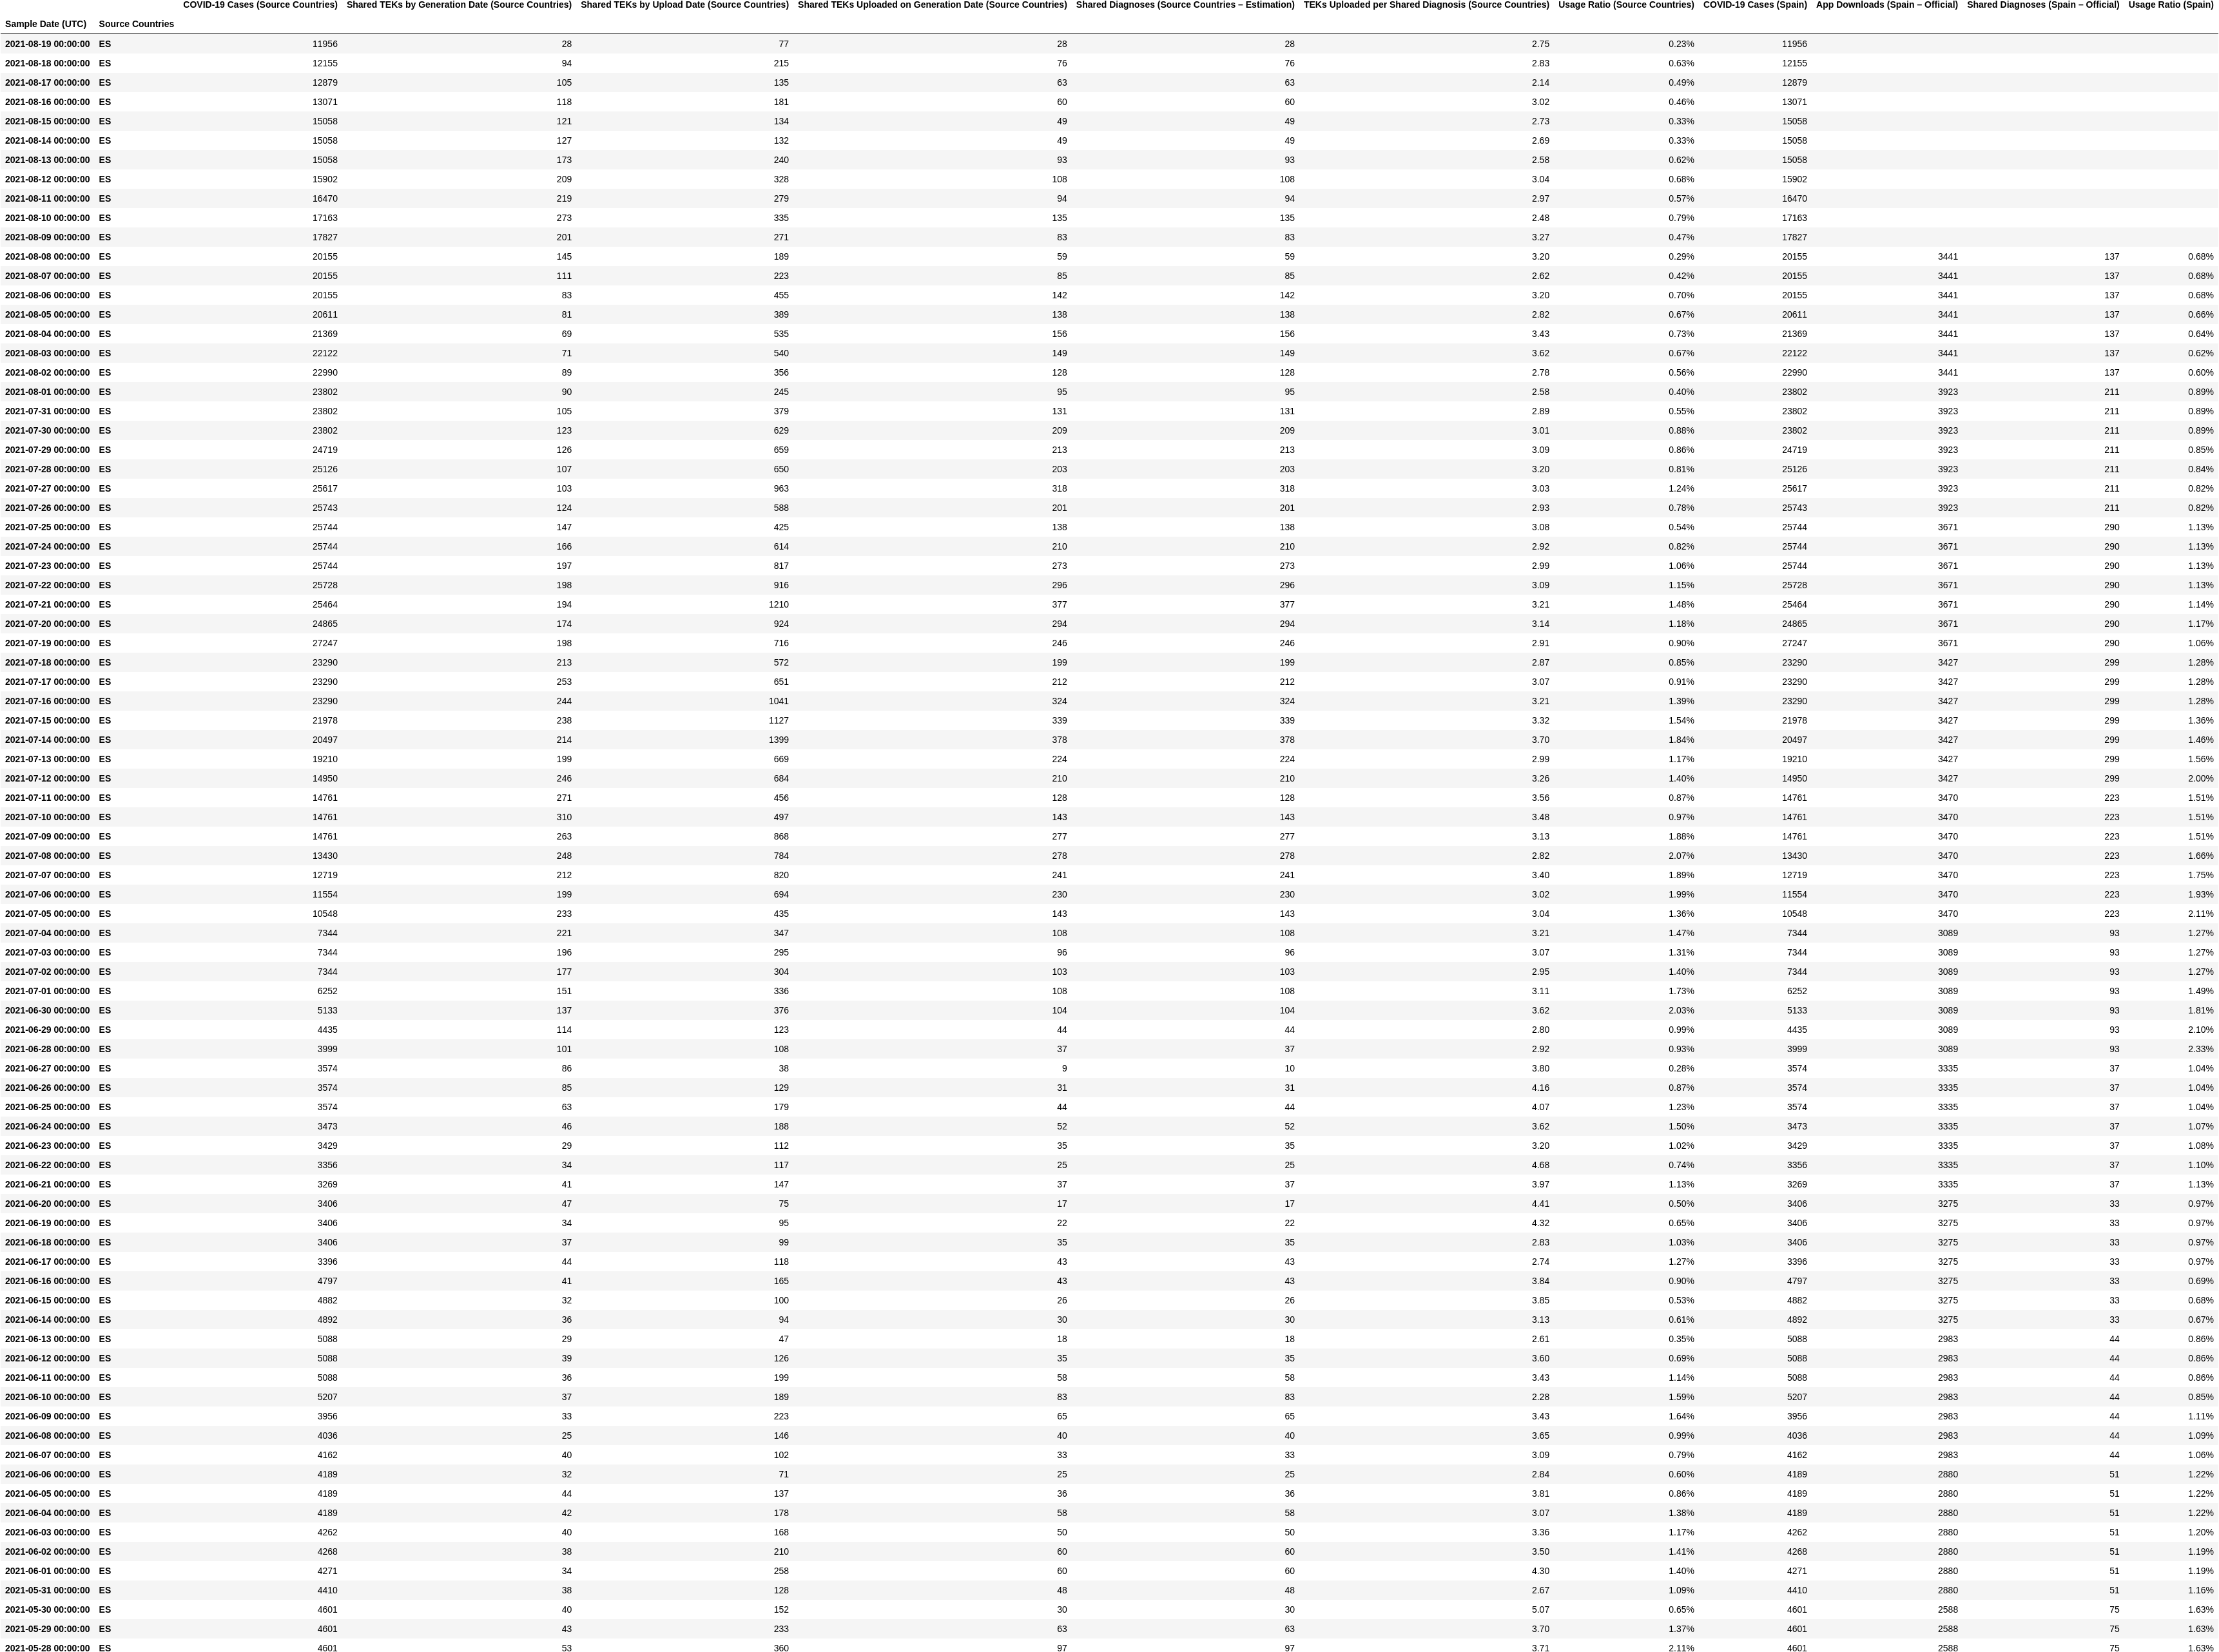 COVID-19 Cases (Source Countries) Shared TEKs by Generation Date (Source Countries) Shared TEKs by Upload Date (Source Countries) Shared TEKs Uploaded on Generation Date (Source Countries) Shared Diagnoses (Source Countries – Estimation) TEKs Uploaded per Shared Diagnosis (Source Countries) Usage Ratio (Source Countries) COVID-19 Cases (Spain) App Downloads (Spain – Official) Shared Diagnoses (Spain – Official) Usage Ratio (Spain)
Sample Date (UTC) Source Countries
2021-08-19 00:00:00 ES 11956 28 77 28 28 2.75 0.23% 11956
2021-08-18 00:00:00 ES 12155 94 215 76 76 2.83 0.63% 12155
2021-08-17 00:00:00 ES 12879 105 135 63 63 2.14 0.49% 12879
2021-08-16 00:00:00 ES 13071 118 181 60 60 3.02 0.46% 13071
2021-08-15 00:00:00 ES 15058 121 134 49 49 2.73 0.33% 15058
2021-08-14 00:00:00 ES 15058 127 132 49 49 2.69 0.33% 15058
2021-08-13 00:00:00 ES 15058 173 240 93 93 2.58 0.62% 15058
2021-08-12 00:00:00 ES 15902 209 328 108 108 3.04 0.68% 15902
2021-08-11 00:00:00 ES 16470 219 279 94 94 2.97 0.57% 16470
2021-08-10 00:00:00 ES 17163 273 335 135 135 2.48 0.79% 17163
2021-08-09 00:00:00 ES 17827 201 271 83 83 3.27 0.47% 17827
2021-08-08 00:00:00 ES 20155 145 189 59 59 3.20 0.29% 20155 3441 137 0.68%
2021-08-07 00:00:00 ES 20155 111 223 85 85 2.62 0.42% 20155 3441 137 0.68%
2021-08-06 00:00:00 ES 20155 83 455 142 142 3.20 0.70% 20155 3441 137 0.68%
2021-08-05 00:00:00 ES 20611 81 389 138 138 2.82 0.67% 20611 3441 137 0.66%
2021-08-04 00:00:00 ES 21369 69 535 156 156 3.43 0.73% 21369 3441 137 0.64%
2021-08-03 00:00:00 ES 22122 71 540 149 149 3.62 0.67% 22122 3441 137 0.62%
2021-08-02 00:00:00 ES 22990 89 356 128 128 2.78 0.56% 22990 3441 137 0.60%
2021-08-01 00:00:00 ES 23802 90 245 95 95 2.58 0.40% 23802 3923 211 0.89%
2021-07-31 00:00:00 ES 23802 105 379 131 131 2.89 0.55% 23802 3923 211 0.89%
2021-07-30 00:00:00 ES 23802 123 629 209 209 3.01 0.88% 23802 3923 211 0.89%
2021-07-29 00:00:00 ES 24719 126 659 213 213 3.09 0.86% 24719 3923 211 0.85%
2021-07-28 00:00:00 ES 25126 107 650 203 203 3.20 0.81% 25126 3923 211 0.84%
2021-07-27 00:00:00 ES 25617 103 963 318 318 3.03 1.24% 25617 3923 211 0.82%
2021-07-26 00:00:00 ES 25743 124 588 201 201 2.93 0.78% 25743 3923 211 0.82%
2021-07-25 00:00:00 ES 25744 147 425 138 138 3.08 0.54% 25744 3671 290 1.13%
2021-07-24 00:00:00 ES 25744 166 614 210 210 2.92 0.82% 25744 3671 290 1.13%
2021-07-23 00:00:00 ES 25744 197 817 273 273 2.99 1.06% 25744 3671 290 1.13%
2021-07-22 00:00:00 ES 25728 198 916 296 296 3.09 1.15% 25728 3671 290 1.13%
2021-07-21 00:00:00 ES 25464 194 1210 377 377 3.21 1.48% 25464 3671 290 1.14%
2021-07-20 00:00:00 ES 24865 174 924 294 294 3.14 1.18% 24865 3671 290 1.17%
2021-07-19 00:00:00 ES 27247 198 716 246 246 2.91 0.90% 27247 3671 290 1.06%
2021-07-18 00:00:00 ES 23290 213 572 199 199 2.87 0.85% 23290 3427 299 1.28%
2021-07-17 00:00:00 ES 23290 253 651 212 212 3.07 0.91% 23290 3427 299 1.28%
2021-07-16 00:00:00 ES 23290 244 1041 324 324 3.21 1.39% 23290 3427 299 1.28%
2021-07-15 00:00:00 ES 21978 238 1127 339 339 3.32 1.54% 21978 3427 299 1.36%
2021-07-14 00:00:00 ES 20497 214 1399 378 378 3.70 1.84% 20497 3427 299 1.46%
2021-07-13 00:00:00 ES 19210 199 669 224 224 2.99 1.17% 19210 3427 299 1.56%
2021-07-12 00:00:00 ES 14950 246 684 210 210 3.26 1.40% 14950 3427 299 2.00%
2021-07-11 00:00:00 ES 14761 271 456 128 128 3.56 0.87% 14761 3470 223 1.51%
2021-07-10 00:00:00 ES 14761 310 497 143 143 3.48 0.97% 14761 3470 223 1.51%
2021-07-09 00:00:00 ES 14761 263 868 277 277 3.13 1.88% 14761 3470 223 1.51%
2021-07-08 00:00:00 ES 13430 248 784 278 278 2.82 2.07% 13430 3470 223 1.66%
2021-07-07 00:00:00 ES 12719 212 820 241 241 3.40 1.89% 12719 3470 223 1.75%
2021-07-06 00:00:00 ES 11554 199 694 230 230 3.02 1.99% 11554 3470 223 1.93%
2021-07-05 00:00:00 ES 10548 233 435 143 143 3.04 1.36% 10548 3470 223 2.11%
2021-07-04 00:00:00 ES 7344 221 347 108 108 3.21 1.47% 7344 3089 93 1.27%
2021-07-03 00:00:00 ES 7344 196 295 96 96 3.07 1.31% 7344 3089 93 1.27%
2021-07-02 00:00:00 ES 7344 177 304 103 103 2.95 1.40% 7344 3089 93 1.27%
2021-07-01 00:00:00 ES 6252 151 336 108 108 3.11 1.73% 6252 3089 93 1.49%
2021-06-30 00:00:00 ES 5133 137 376 104 104 3.62 2.03% 5133 3089 93 1.81%
2021-06-29 00:00:00 ES 4435 114 123 44 44 2.80 0.99% 4435 3089 93 2.10%
2021-06-28 00:00:00 ES 3999 101 108 37 37 2.92 0.93% 3999 3089 93 2.33%
2021-06-27 00:00:00 ES 3574 86 38 9 10 3.80 0.28% 3574 3335 37 1.04%
2021-06-26 00:00:00 ES 3574 85 129 31 31 4.16 0.87% 3574 3335 37 1.04%
2021-06-25 00:00:00 ES 3574 63 179 44 44 4.07 1.23% 3574 3335 37 1.04%
2021-06-24 00:00:00 ES 3473 46 188 52 52 3.62 1.50% 3473 3335 37 1.07%
2021-06-23 00:00:00 ES 3429 29 112 35 35 3.20 1.02% 3429 3335 37 1.08%
2021-06-22 00:00:00 ES 3356 34 117 25 25 4.68 0.74% 3356 3335 37 1.10%
2021-06-21 00:00:00 ES 3269 41 147 37 37 3.97 1.13% 3269 3335 37 1.13%
2021-06-20 00:00:00 ES 3406 47 75 17 17 4.41 0.50% 3406 3275 33 0.97%
2021-06-19 00:00:00 ES 3406 34 95 22 22 4.32 0.65% 3406 3275 33 0.97%
2021-06-18 00:00:00 ES 3406 37 99 35 35 2.83 1.03% 3406 3275 33 0.97%
2021-06-17 00:00:00 ES 3396 44 118 43 43 2.74 1.27% 3396 3275 33 0.97%
2021-06-16 00:00:00 ES 4797 41 165 43 43 3.84 0.90% 4797 3275 33 0.69%
2021-06-15 00:00:00 ES 4882 32 100 26 26 3.85 0.53% 4882 3275 33 0.68%
2021-06-14 00:00:00 ES 4892 36 94 30 30 3.13 0.61% 4892 3275 33 0.67%
2021-06-13 00:00:00 ES 5088 29 47 18 18 2.61 0.35% 5088 2983 44 0.86%
2021-06-12 00:00:00 ES 5088 39 126 35 35 3.60 0.69% 5088 2983 44 0.86%
2021-06-11 00:00:00 ES 5088 36 199 58 58 3.43 1.14% 5088 2983 44 0.86%
2021-06-10 00:00:00 ES 5207 37 189 83 83 2.28 1.59% 5207 2983 44 0.85%
2021-06-09 00:00:00 ES 3956 33 223 65 65 3.43 1.64% 3956 2983 44 1.11%
2021-06-08 00:00:00 ES 4036 25 146 40 40 3.65 0.99% 4036 2983 44 1.09%
2021-06-07 00:00:00 ES 4162 40 102 33 33 3.09 0.79% 4162 2983 44 1.06%
2021-06-06 00:00:00 ES 4189 32 71 25 25 2.84 0.60% 4189 2880 51 1.22%
2021-06-05 00:00:00 ES 4189 44 137 36 36 3.81 0.86% 4189 2880 51 1.22%
2021-06-04 00:00:00 ES 4189 42 178 58 58 3.07 1.38% 4189 2880 51 1.22%
2021-06-03 00:00:00 ES 4262 40 168 50 50 3.36 1.17% 4262 2880 51 1.20%
2021-06-02 00:00:00 ES 4268 38 210 60 60 3.50 1.41% 4268 2880 51 1.19%
2021-06-01 00:00:00 ES 4271 34 258 60 60 4.30 1.40% 4271 2880 51 1.19%
2021-05-31 00:00:00 ES 4410 38 128 48 48 2.67 1.09% 4410 2880 51 1.16%
2021-05-30 00:00:00 ES 4601 40 152 30 30 5.07 0.65% 4601 2588 75 1.63%
2021-05-29 00:00:00 ES 4601 43 233 63 63 3.70 1.37% 4601 2588 75 1.63%
2021-05-28 00:00:00 ES 4601 53 360 97 97 3.71 2.11% 4601 2588 75 1.63%